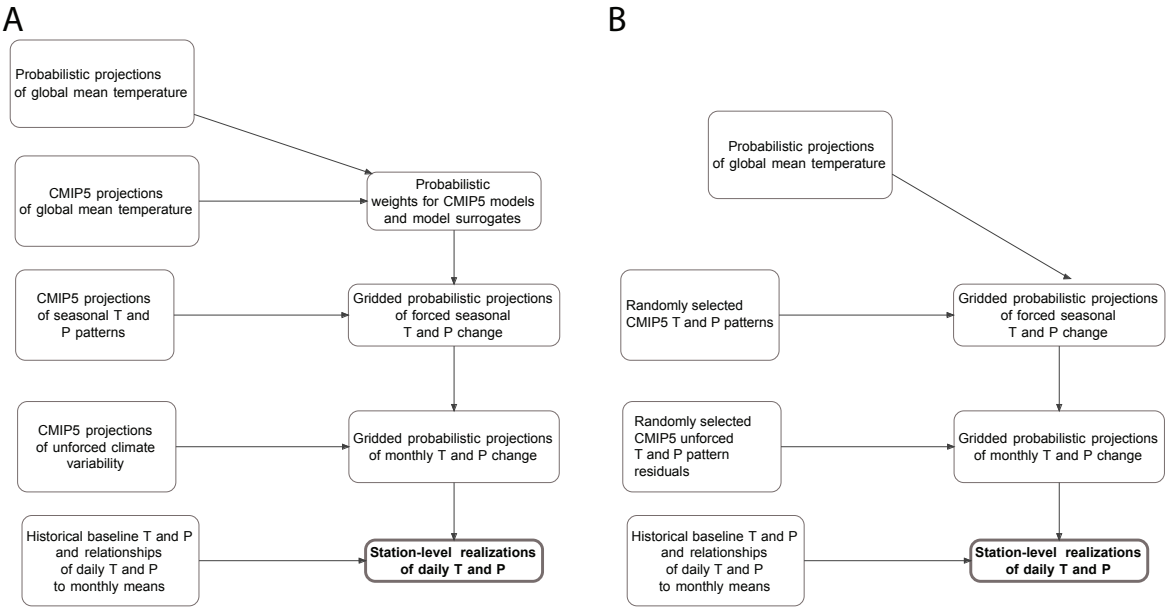 A
Probabilistic projections
of global mean temperature
CMIP5 projections
of global mean temperature
Probabilistic
weights for CMIP5 models
and model surrogates
CMIP5 projections
of seasonal T and
P patterns
Gridded probabilistic projections
of forced seasonal
T and P change
CMIP5 projections
of unforced climate
variability
Gridded probabilistic projections
of monthly T and P change
Historical baseline T and P
and relationships
of daily T and P
to monthly means
Station-level realizations
of daily T and P
B
Probabilistic projections
of global mean temperature
Randomly selected
CMIP5 T and P patterns
Gridded probabilistic projections
of forced seasonal
T and P change
Randomly selected
CMIP5 unforced
T and P pattern
residuals
Gridded probabilistic projections
of monthly T and P change
Historical baseline T and P
and relationships
of daily T and P
to monthly means
Station-level realizations
of daily T and P